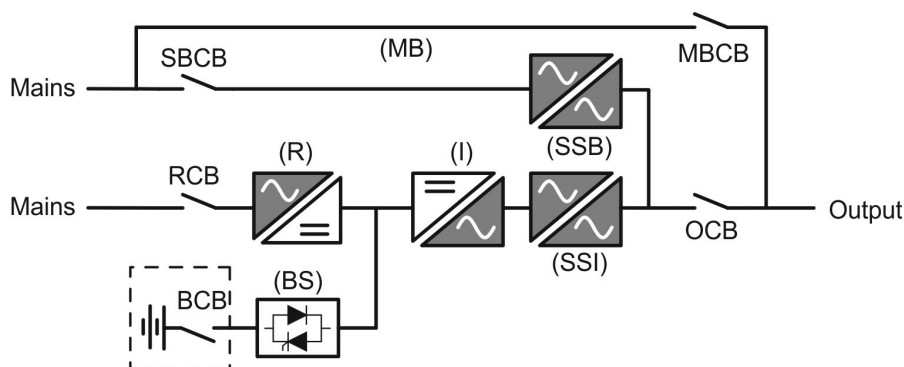 (MB)
MBCB
SBCB
Mains
(SSB)
(R)
(I)
RCB
Mains
Output
OCB
(SSI)
(BS)
BCB